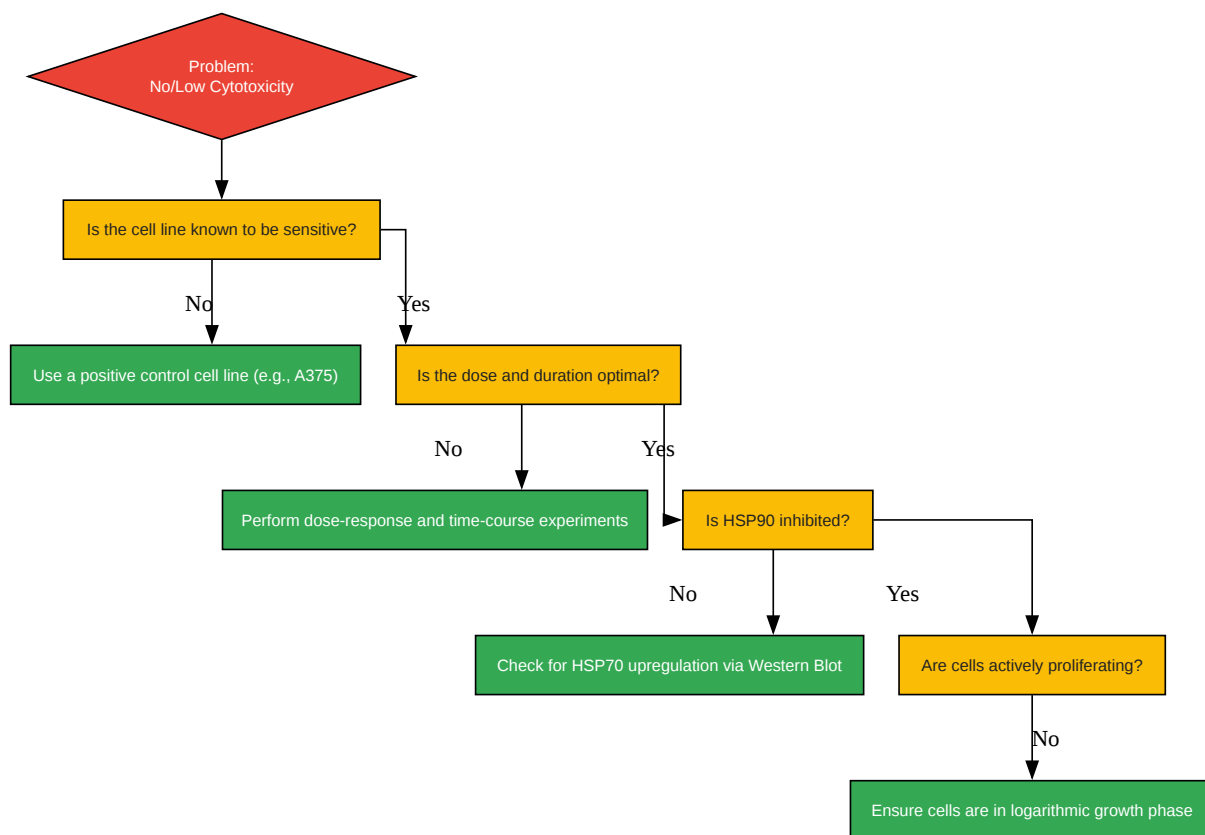 Problem:
No/Low Cytotoxicity
Is the cell line known to be sensitive?
No
Yes
Use a positive control cell line (e.g., A375)
Is the dose and duration optimal?
No
Yes
Perform dose-response and time-course experiments
Is HSP90 inhibited?
No
Yes
Check for HSP70 upregulation via Western Blot
Are cells actively proliferating?
No
Ensure cells are in logarithmic growth phase